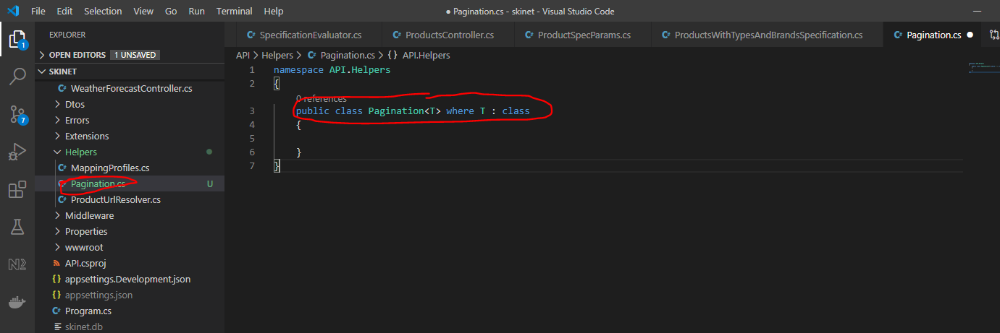 File Edit Selection View Go Run Terminal Help
● Pagination.cs - skinet - Visual Studio Code
EXPLORER
OPEN EDITORS 1 UNSAVED
SKINET
WeatherForecastController.cs
Dtos
Errors
Extensions
Helpers
MappingProfiles.cs
Pagination.cs U
ProductUrlResolver.cs
Middleware
Properties
wwwroot
API.csproj
appsettings.Development.json
appsettings.json
Program.cs
skinet.db
1
7
SpecificationEvaluator.cs ProductsController.cs ProductSpecParams.cs ProductsWithTypesAndBrandsSpecification.cs Pagination.cs ●
API > Helpers > Pagination.cs > {} API.Helpers
1 namespace API.Helpers
2 {
0 references
3 public class Pagination<T> where T : class
4 {
5
6 }
7 }